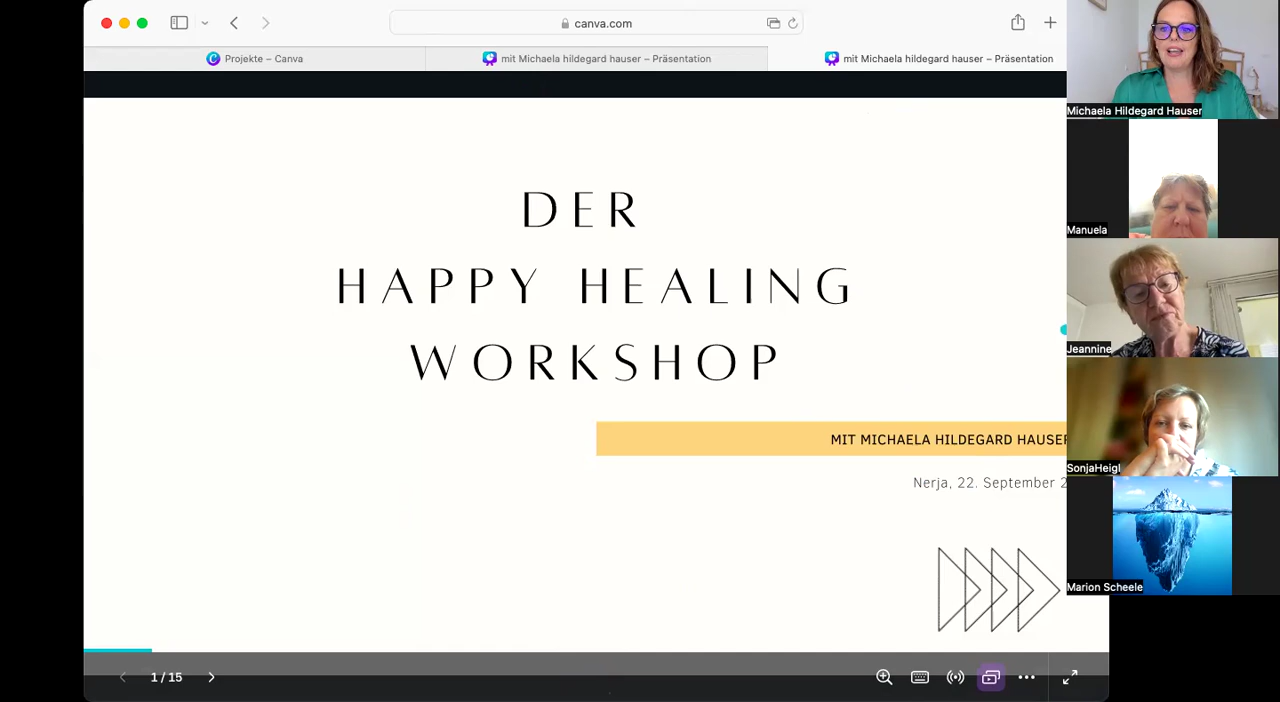 canva.com
Projekte – Canva
mit Michaela hildegard hauser – Präsentation
mit Michaela hildegard hauser – Präsentation
DER
HAPPY HEALING
WORKSHOP
MIT MICHAELA HILDEGARD HAUSER
Nerja, 22. September 2
1 / 15
Michaela Hildegard Hauser
Manuela
Jeannine
SonjaHeigl
Marion Scheele